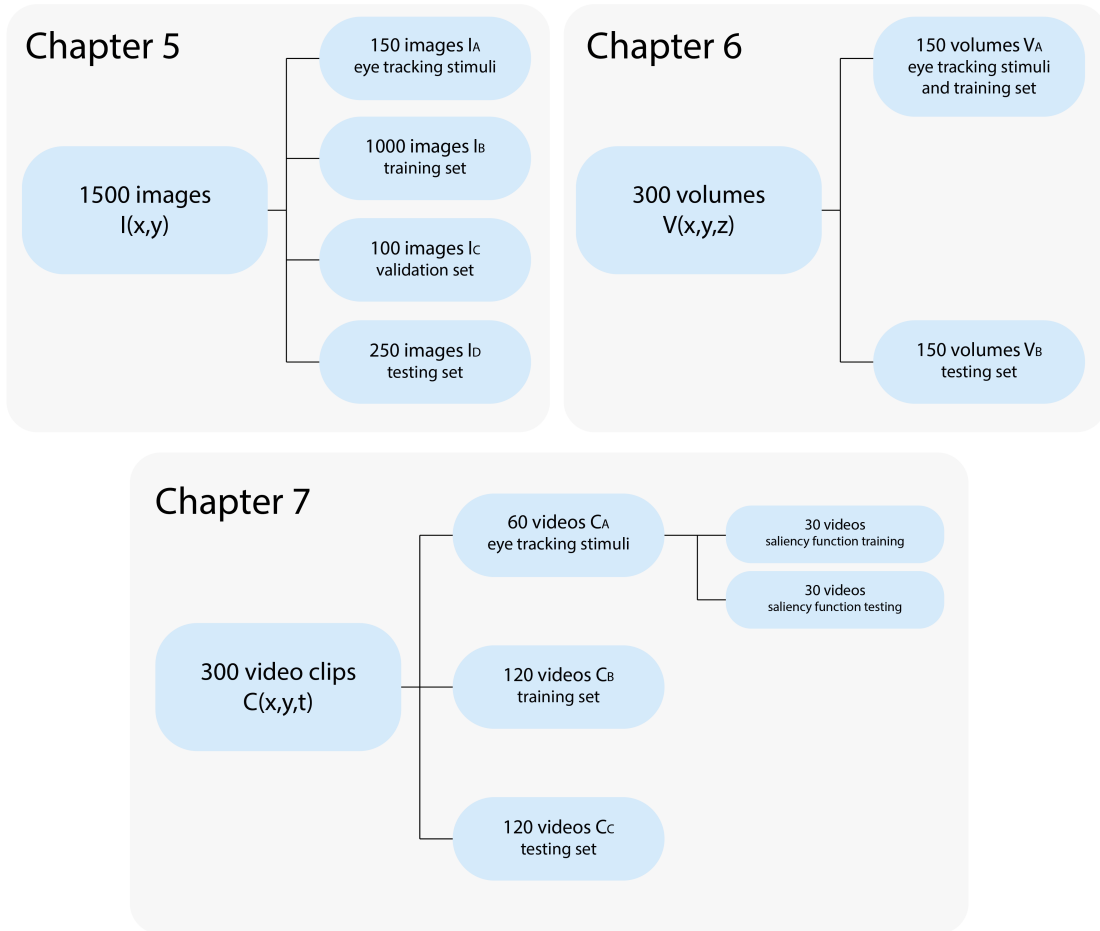 Chapter 5
1500 images
I(x,y)
150 images IA
eye tracking stimuli
1000 images IB
training set
100 images IC
validation set
250 images ID
testing set
Chapter 6
300 volumes
V(x,y,z)
150 volumes VA
eye tracking stimuli
and training set
150 volumes VB
testing set
Chapter 7
300 video clips
C(x,y,t)
60 videos CA
eye tracking stimuli
30 videos
saliency function training
30 videos
saliency function testing
120 videos CB
training set
120 videos CC
testing set